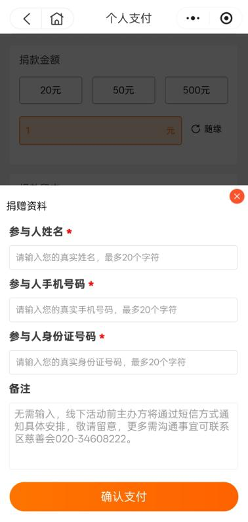 个人支付
捐款金额
20元
50元
500元
1
元
随缘
捐赠资料
参与人姓名 *
请输入您的真实姓名，最多20个字符
参与人手机号码 *
请输入您的真实手机号码，最多20个字符
参与人身份证号码 *
请输入您的真实身份证号码，最多20个字符
备注
无需输入，线下活动前主办方将通过短信方式通
知具体安排，敬请留意，更多需沟通事宜可联系
区慈善会020-34608222。
确认支付